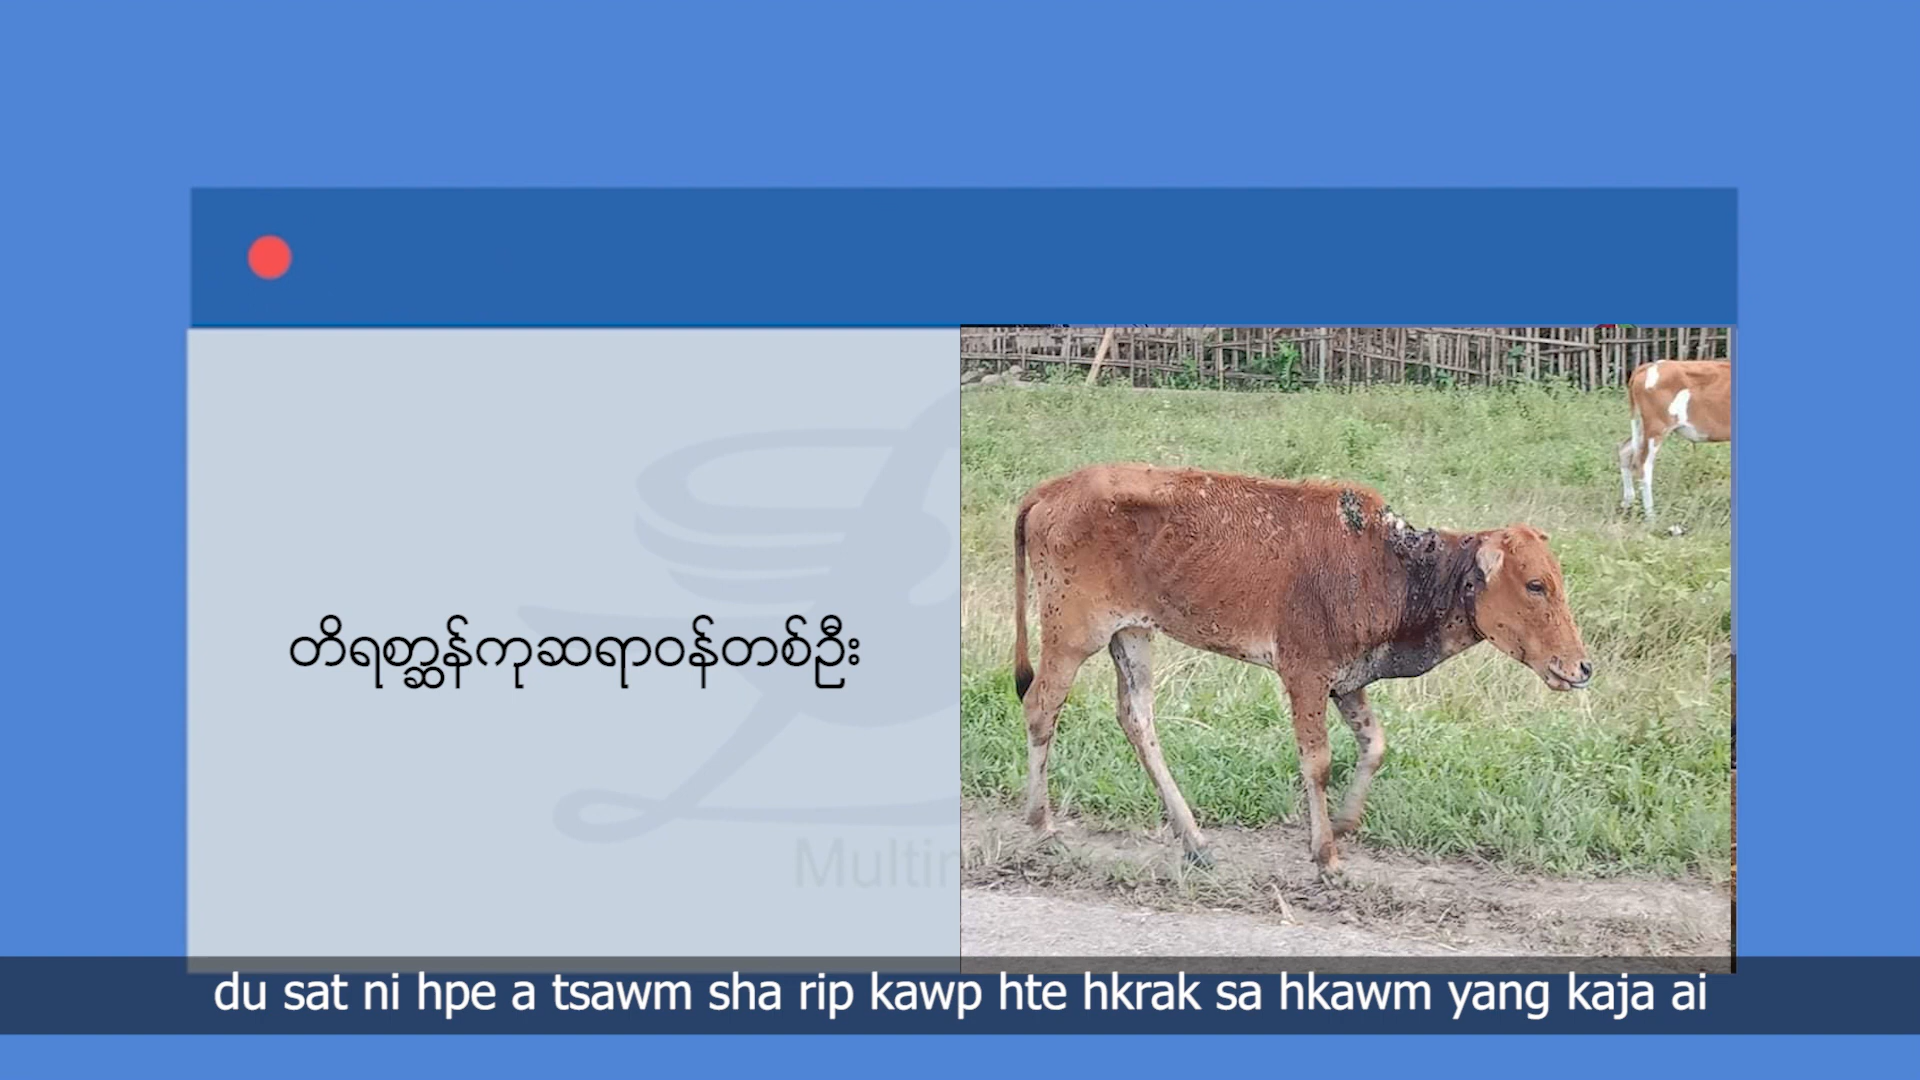 တိရစ္ဆာန်ကုဆရာဝန်တစ်ဦး
du sat ni hpe a tsawm sha rip kawp hte hkrak sa hkawm yang kaja ai